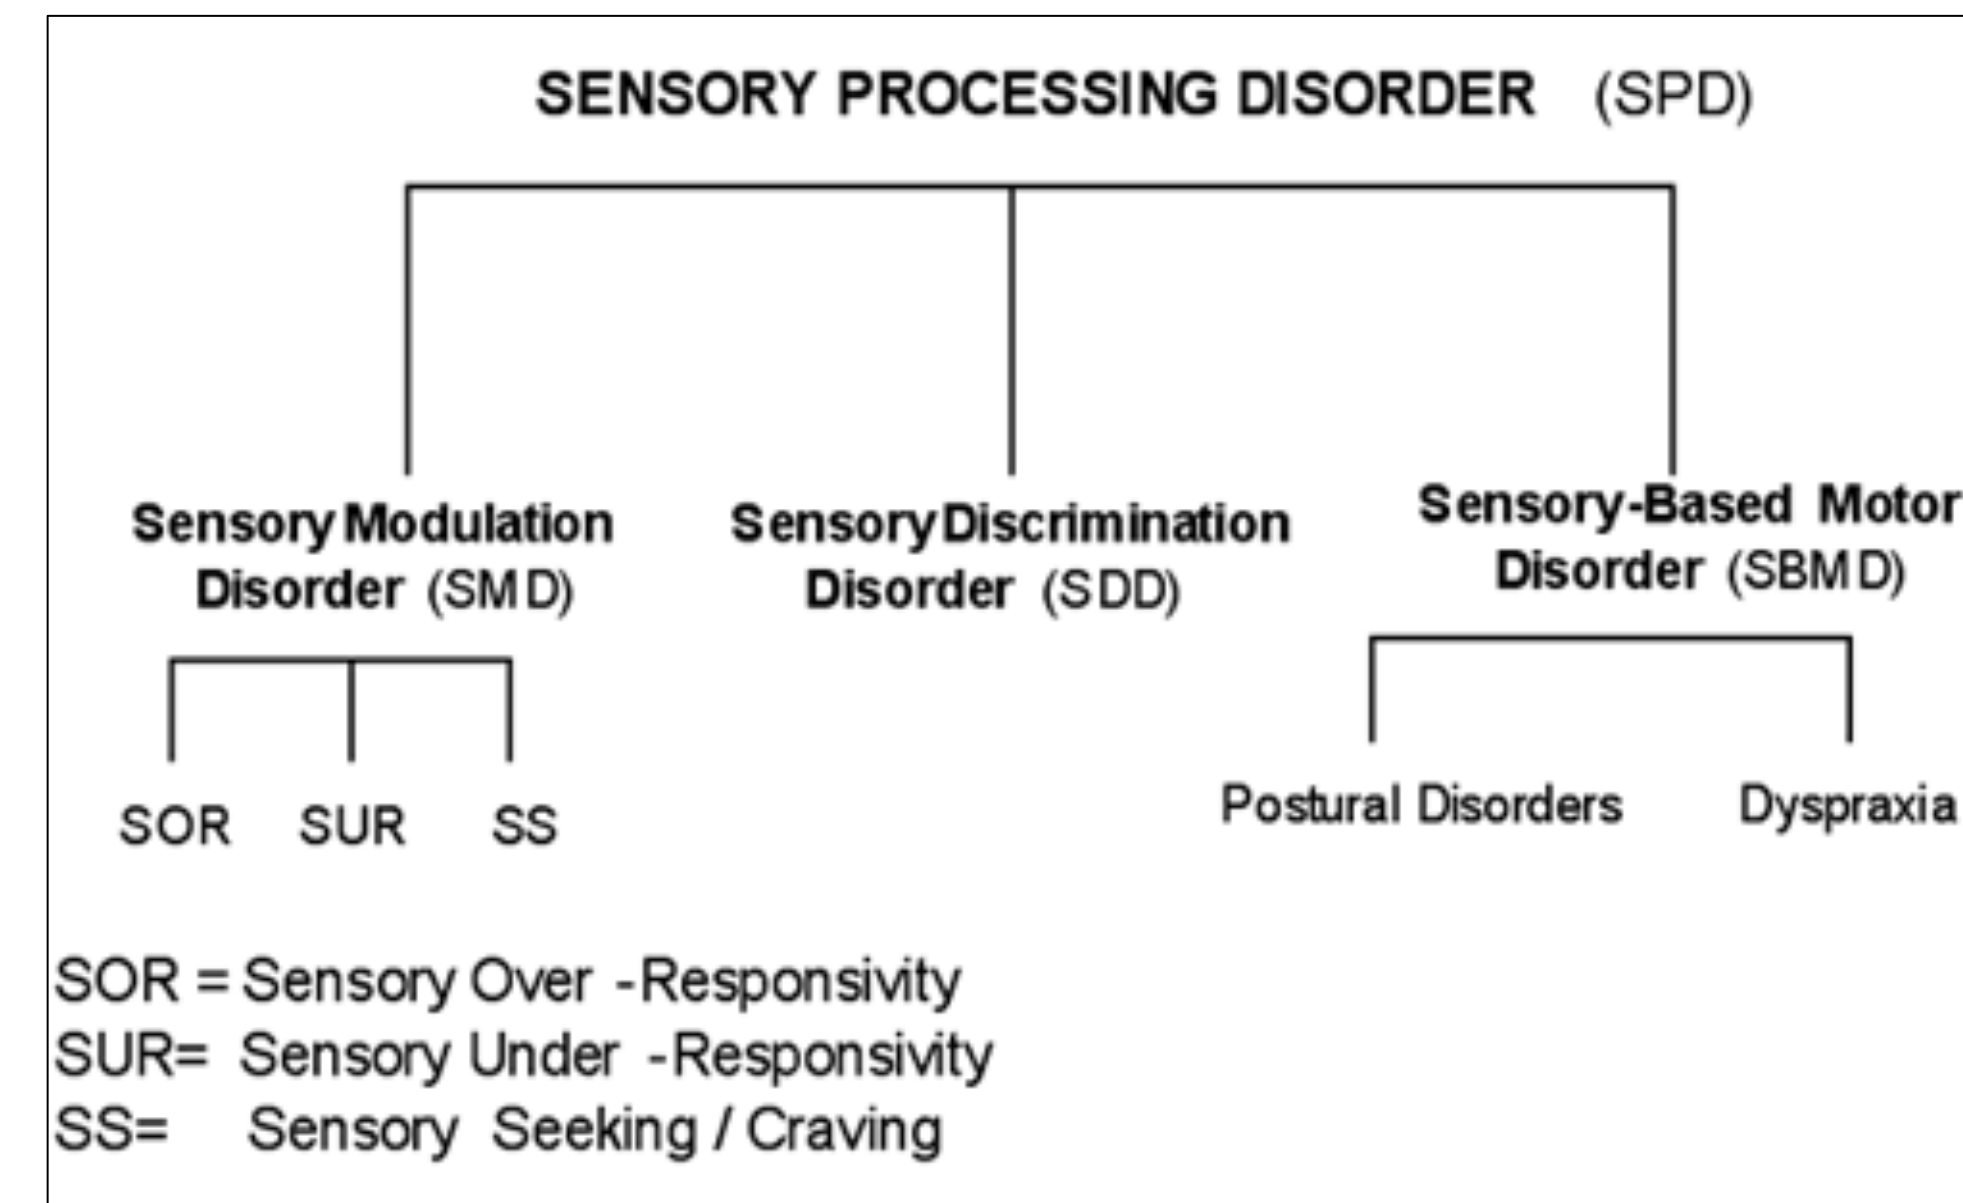 SENSORY PROCESSING DISORDER (SPD)
Sensory Modulation
Disorder (SMD)
Sensory Discrimination
Disorder (SDD)
Sensory-Based Motor
Disorder (SBMD)
SOR SUR SS
Postural Disorders Dyspraxia
SOR = Sensory Over -Responsivity
SUR= Sensory Under -Responsivity
SS= Sensory Seeking / Craving